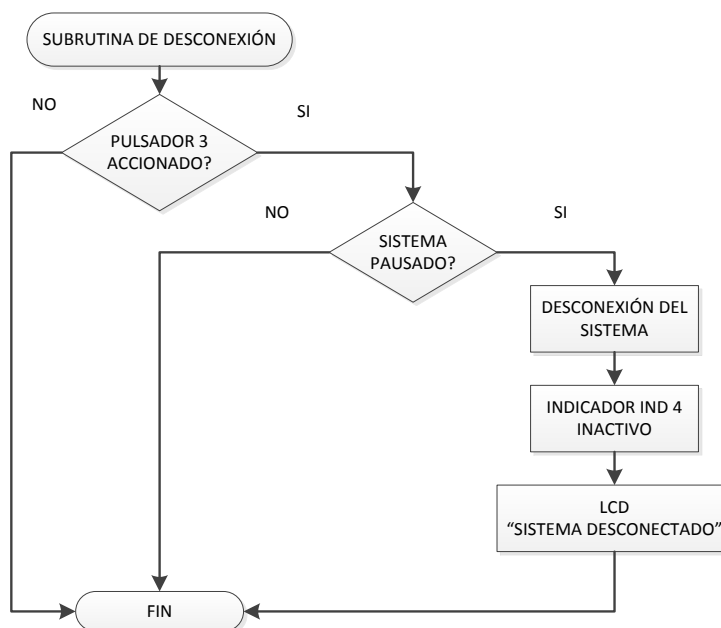 SUBRUTINA DE DESCONEXIÓN
NO
SI
PULSADOR 3
ACCIONADO?
NO
SI
SISTEMA
PAUSADO?
DESCONEXIÓN DEL
SISTEMA
INDICADOR IND 4
INACTIVO
LCD
“SISTEMA DESCONECTADO”
FIN